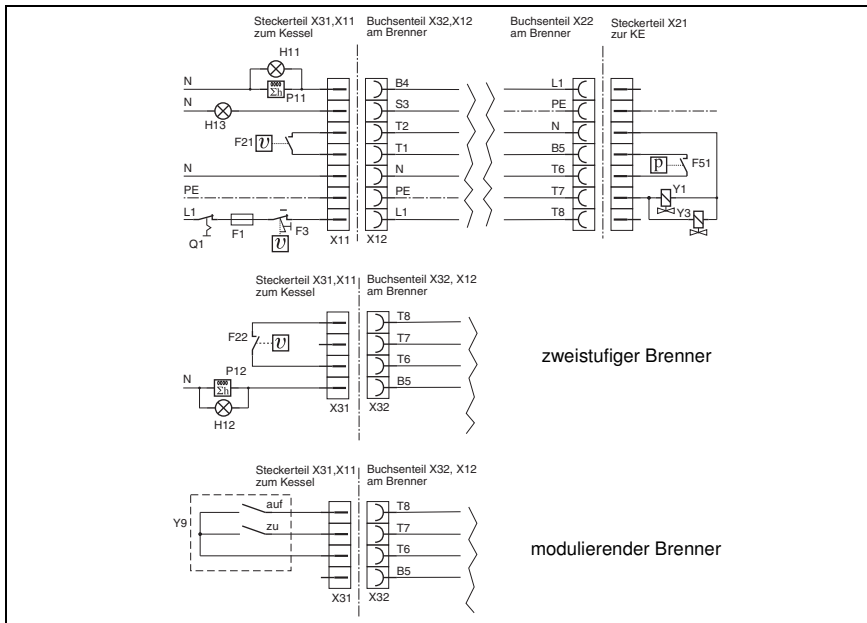 Steckerteil X31,X11
zum Kessel
Buchsenteil X32,X12
am Brenner
Buchsenteil X22
am Brenner
Steckerteil X21
zur KE
H11
N
0000
Σh
P11
B4
L1
N
H13
S3
PE
F21
υ
T2
N
T1
B5
p
F51
N
N
T6
PE
PE
T7
Y1
L1
Q1
F1
F3
υ
X11
X12
L1
T8
Y3
Steckerteil X31,X11
zum Kessel
Buchsenteil X32, X12
am Brenner
T8
F22
υ
T7
zweistufiger Brenner
T6
N
P12
0000
Σh
B5
H12
X31
X32
Steckerteil X31,X11
zum Kessel
Buchsenteil X32, X12
am Brenner
auf
T8
Y9
zu
T7
T6
modulierender Brenner
B5
X31
X32